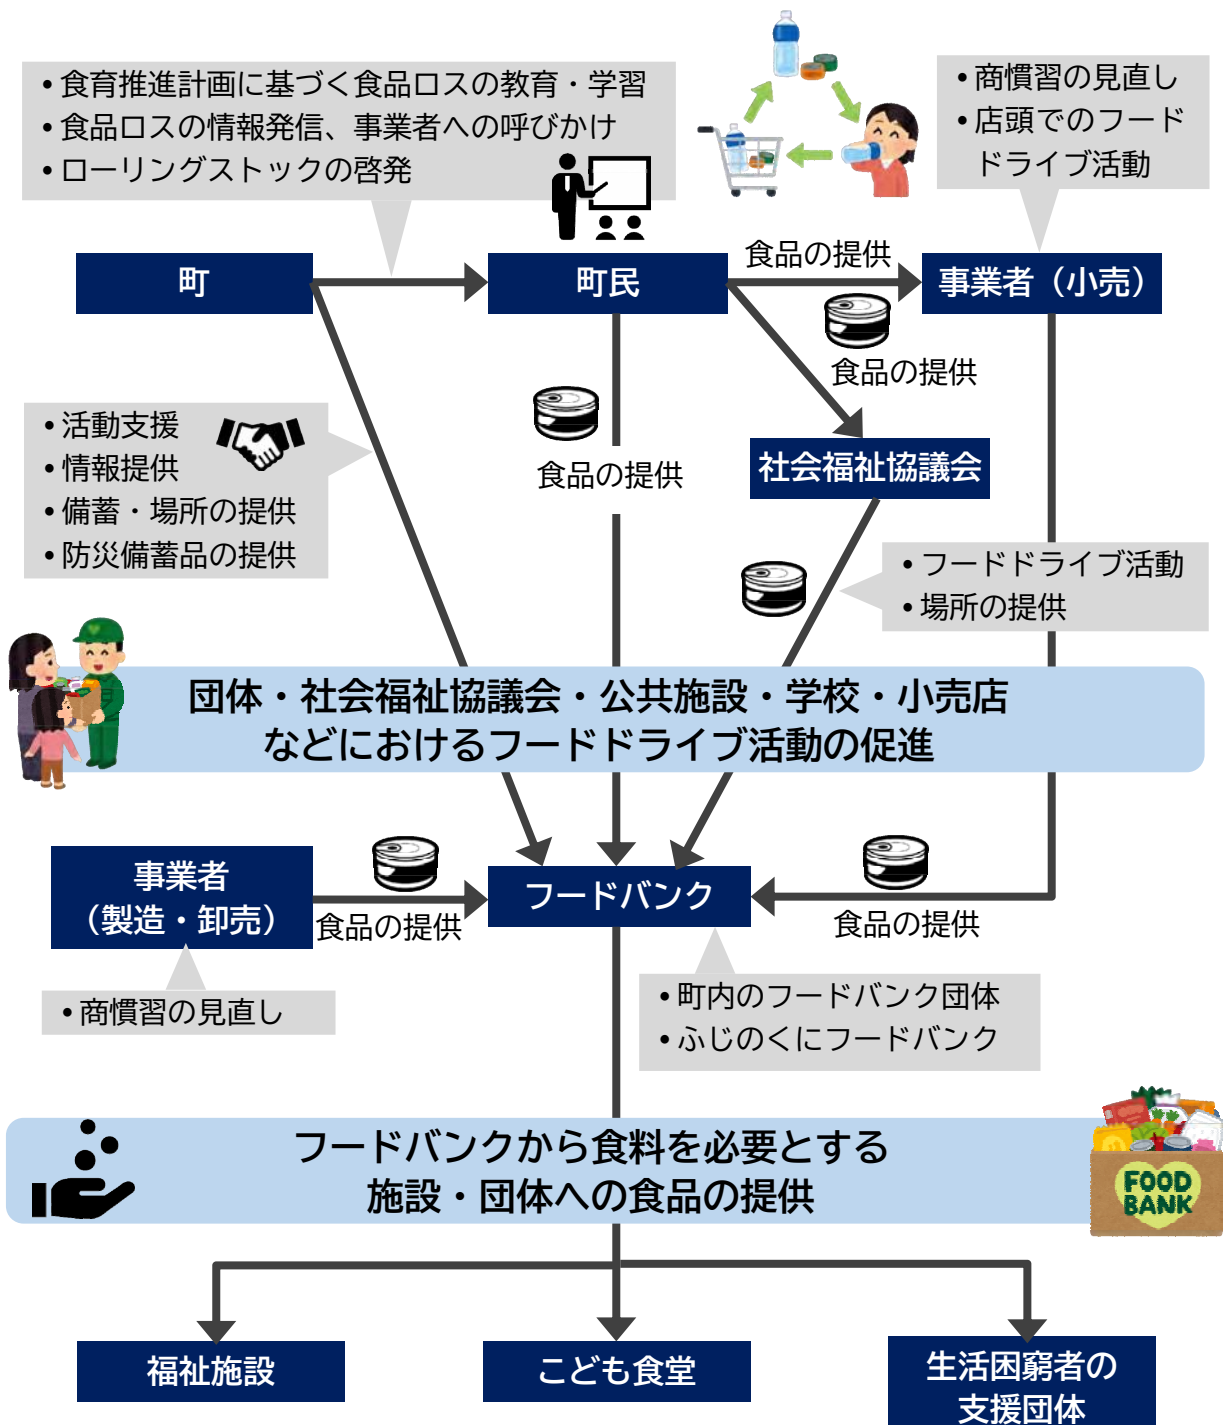 • 食育推進計画に基づく食品ロスの教育・学習
• 食品ロスの情報発信、事業者への呼びかけ
• ローリングストックの啓発
• 商慣習の見直し
• 店頭でのフード
ドライブ活動
町
町民
食品の提供
事業者（小売）
食品の提供
• 活動支援
• 情報提供
• 備蓄・場所の提供
• 防災備蓄品の提供
食品の提供
社会福祉協議会
• フードドライブ活動
• 場所の提供
団体・社会福祉協議会・公共施設・学校・小売店
などにおけるフードドライブ活動の促進
事業者
（製造・卸売）
食品の提供
フードバンク
食品の提供
• 商慣習の見直し
• 町内のフードバンク団体
• ふじのくにフードバンク
フードバンクから食料を必要とする
施設・団体への食品の提供
FOOD
BANK
福祉施設
こども食堂
生活困窮者の
支援団体